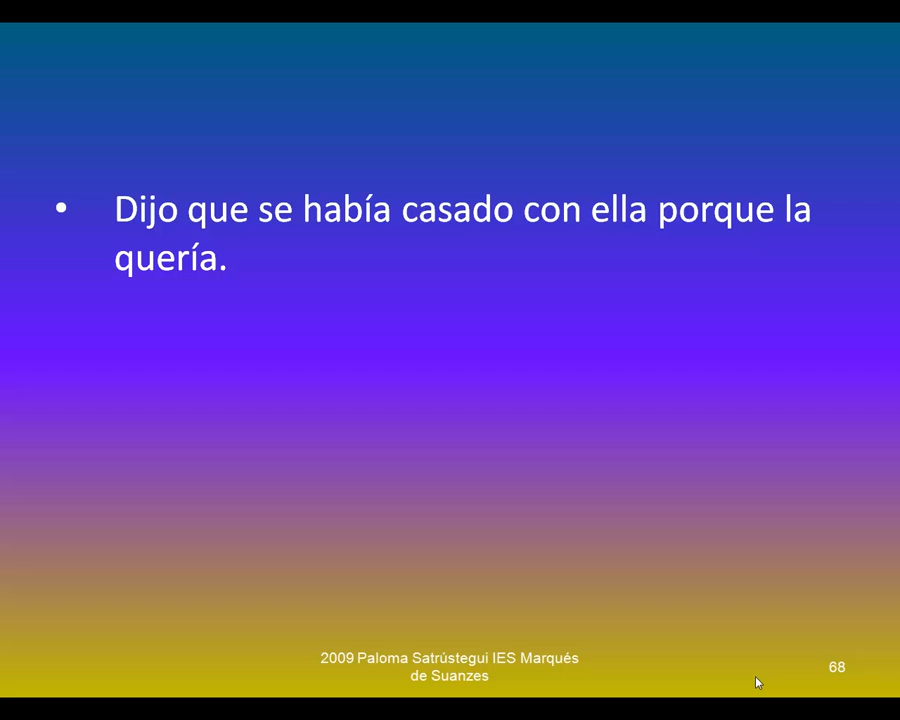 • Dijo que se había casado con ella porque la
quería.
2009 Paloma Satrústegui IES Marqués
de Suanzes
68